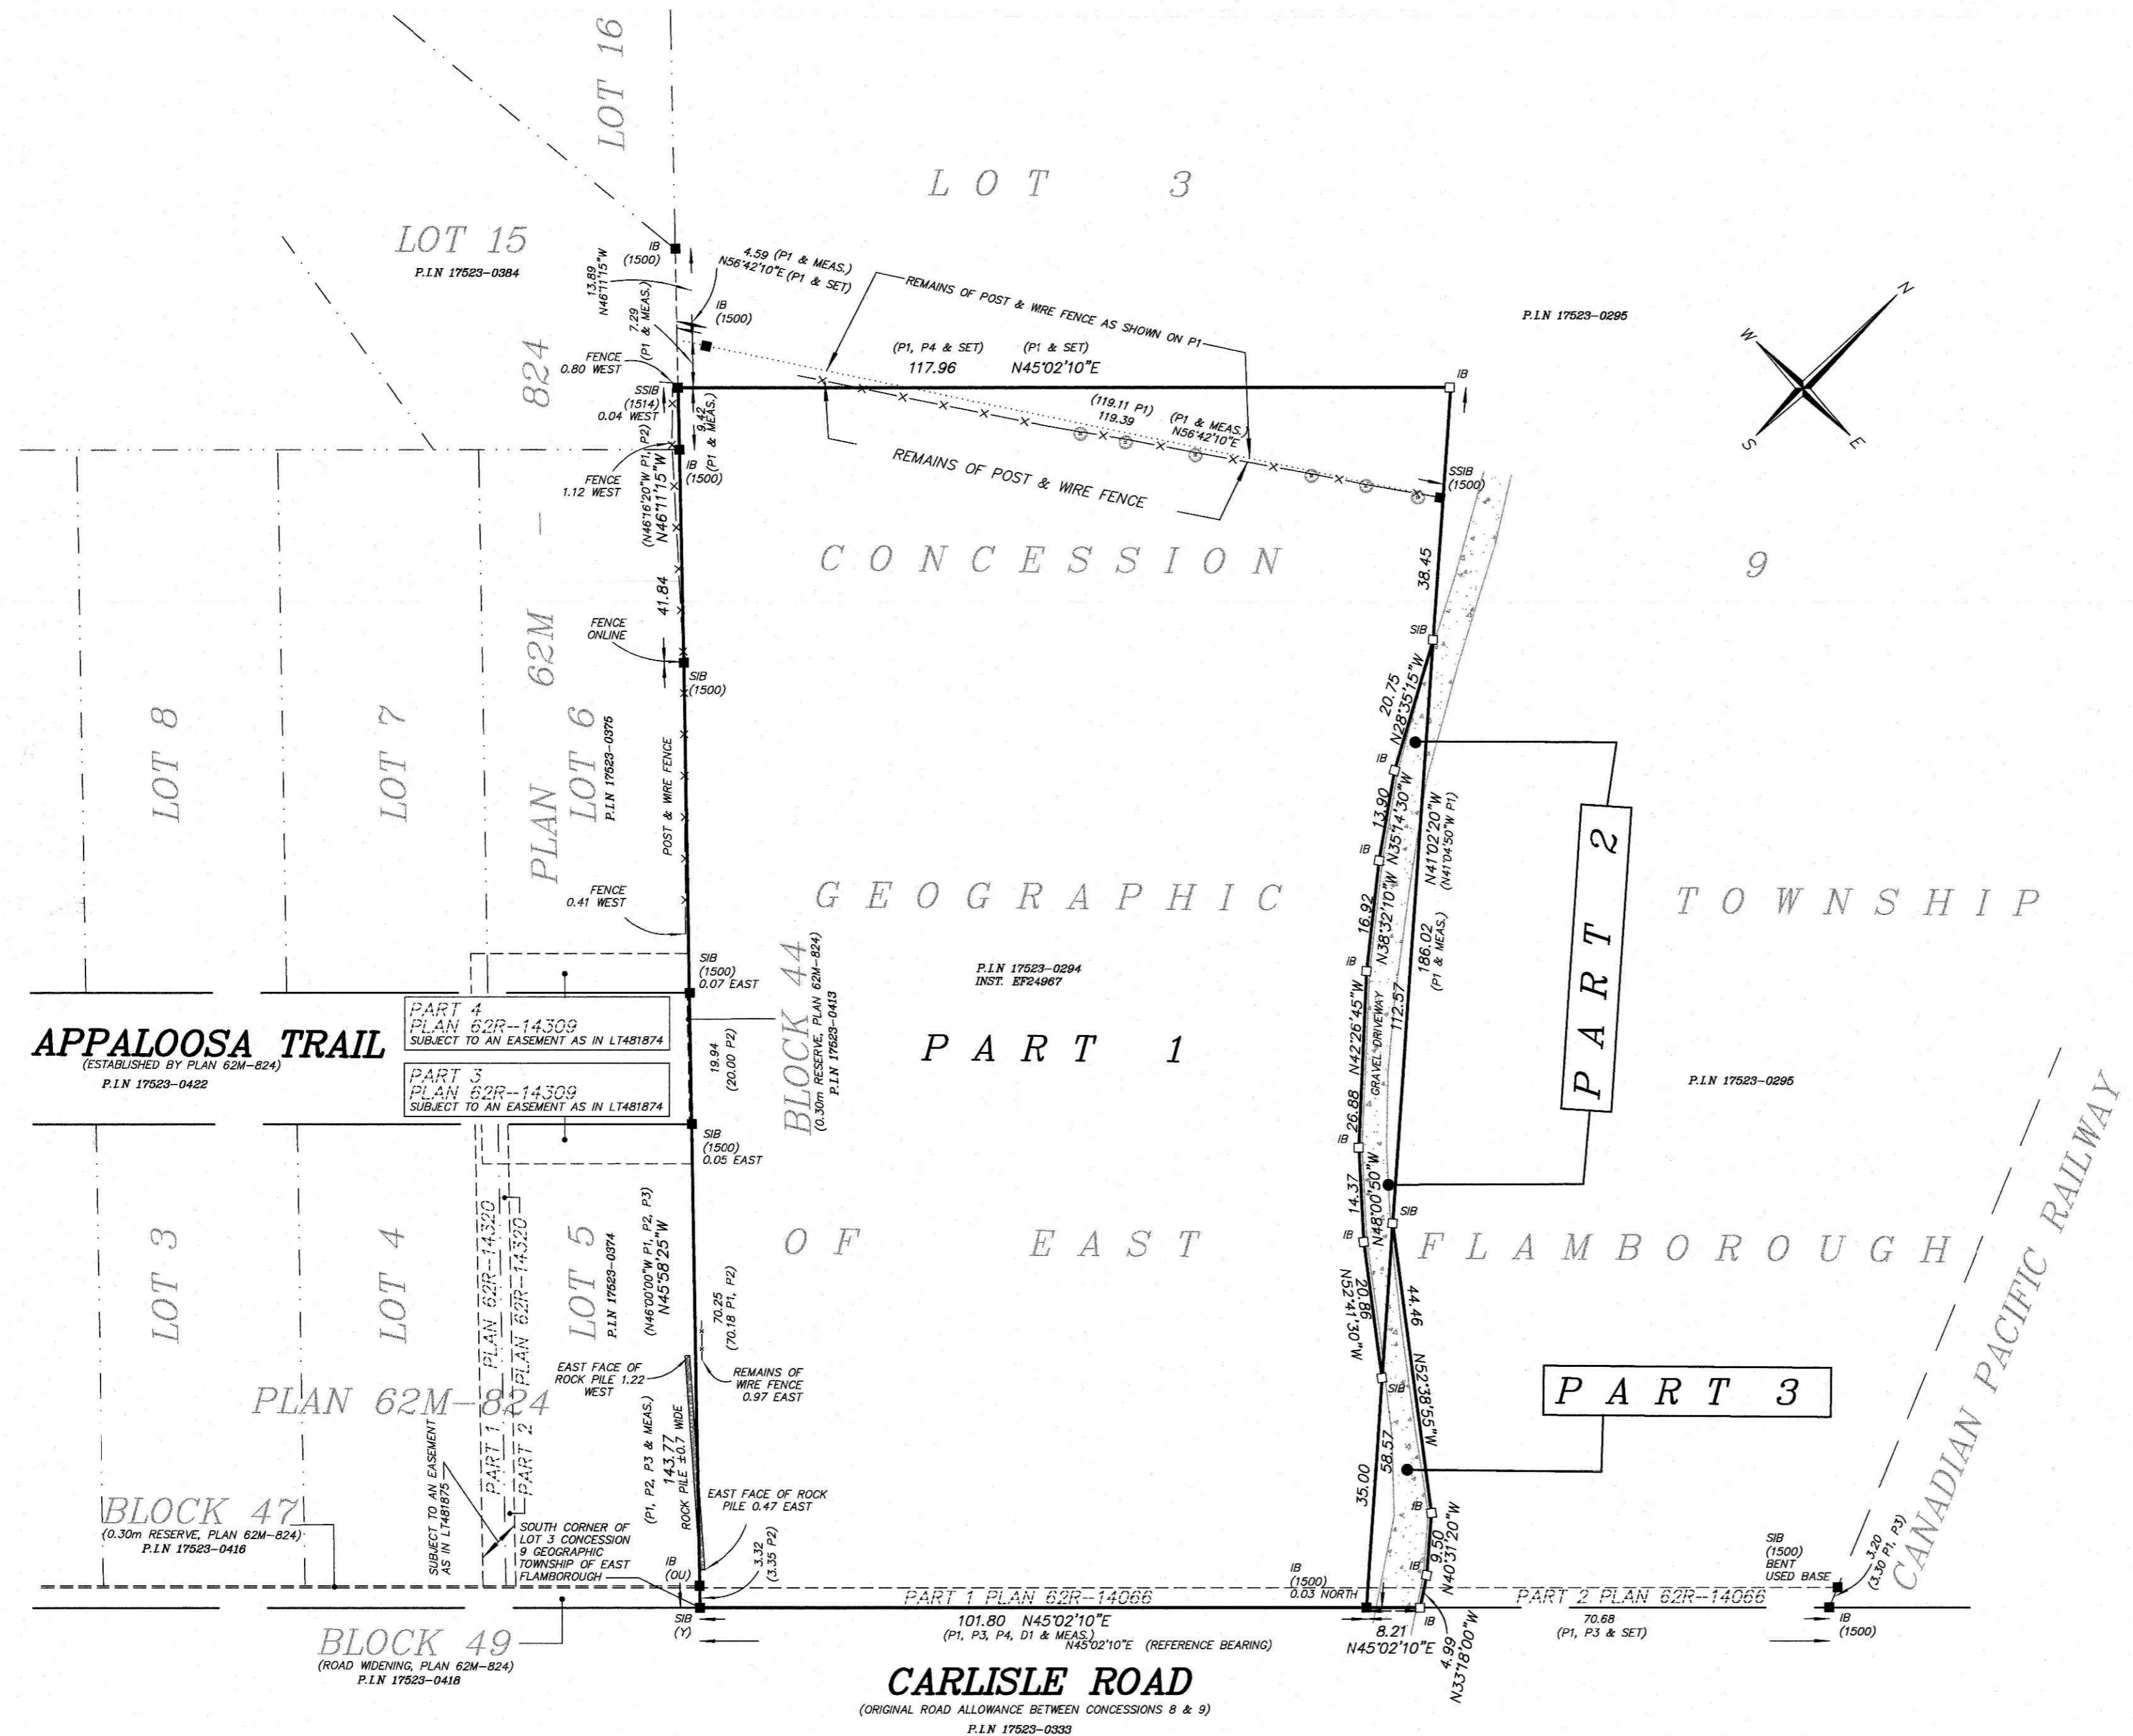 LOT 16
LOT 3
LOT 15
P.I.N 17523-0384
IB
(1500)
13.89
N46°11'15"W
4.59 (P1 & MEAS.)
N56°42'10"E (P1 & SET)
7.29
(P1 & MEAS.)
IB
(1500)
REMAINS OF POST & WIRE FENCE AS SHOWN ON P1
P.I.N 17523-0295
N
W
S
E
FENCE
0.80 WEST
(P1, P4 & SET) (P1 & SET)
117.96 N45°02'10"E
IB
SSIB
(1514)
0.04 WEST
9.42
(P1 & MEAS.)
(119.11 P1)
119.39
(P1 & MEAS.)
N56°42'10"E
REMAINS OF POST & WIRE FENCE
SSIB
(1500)
FENCE
1.12 WEST
IB
(1500)
(N46°16'20"W P1, P2)
N46°11'15"W
41.84
CONCESSION 9
38.45
FENCE
ONLINE
SIB
(1500)
SIB
PLAN 62M - 824
LOT 8
LOT 7
LOT 6
P.I.N 17523-0375
POST & WIRE FENCE
20.75
N28°35'15"W
IB
13.90
N35°14'30"W
IB
16.92
N38°32'10"W
IB
N41°02'20"W
(N41°04'50"W P1)
186.02
(P1 & MEAS.)
112.57
PART 2
FENCE
0.41 WEST
GEOGRAPHIC TOWNSHIP
SIB
(1500)
0.07 EAST
BLOCK 44
(0.30m RESERVE, PLAN 62M-824)
P.I.N 17523-0413
P.I.N 17523-0294
INST. EF24967
PART 1
N42°26'45"W
26.88
GRAVEL DRIVEWAY
P.I.N 17523-0295
APPALOOSA TRAIL
(ESTABLISHED BY PLAN 62M-824)
P.I.N 17523-0422
PART 4
PLAN 62R-14309
SUBJECT TO AN EASEMENT AS IN LT481874
PART 3
PLAN 62R-14309
SUBJECT TO AN EASEMENT AS IN LT481874
19.94
(20.00 P2)
SIB
(1500)
0.05 EAST
IB
14.37
N48°00'50"W
IB
SIB
OF EAST FLAMBOROUGH
LOT 3
LOT 4
PART 1 PLAN 62R-14320
PART 2 PLAN 62R-14320
LOT 5
P.I.N 17523-0374
(N46°00'00"W P1, P2, P3)
N45°58'25"W
70.25
(70.18 P1, P2)
20.86
N52°41'30"W
44.46
N52°38'55"W
SIB
CANADIAN PACIFIC RAILWAY
EAST FACE OF
ROCK PILE 1.22
WEST
REMAINS OF
WIRE FENCE
0.97 EAST
PLAN 62M-824
PART 1
PART 2
SUBJECT TO AN EASEMENT
AS IN LT481875
(P1, P2, P3 & MEAS.)
143.77
ROCK PILE ±0.7 WIDE
EAST FACE OF ROCK
PILE 0.47 EAST
PART 3
35.00
58.57
IB
9.50
N40°31'20"W
IB
BLOCK 47
(0.30m RESERVE, PLAN 62M-824)
P.I.N 17523-0416
SOUTH CORNER OF
LOT 3 CONCESSION
9 GEOGRAPHIC
TOWNSHIP OF EAST
FLAMBOROUGH
IB
(OU)
3.32
(3.35 P2)
SIB
(Y)
IB
(1500)
0.03 NORTH
SIB
(1500)
BENT
USED BASE
3.20
(3.30 P1, P3)
PART 1 PLAN 62R-14066
PART 2 PLAN 62R-14066
101.80 N45°02'10"E
(P1, P3, P4, D1 & MEAS.)
N45°02'10"E (REFERENCE BEARING)
8.21
N45°02'10"E
IB
4.99
N33°18'00"W
70.68
(P1, P3 & SET)
IB
(1500)
BLOCK 49
(ROAD WIDENING, PLAN 62M-824)
P.I.N 17523-0418
CARLISLE ROAD
(ORIGINAL ROAD ALLOWANCE BETWEEN CONCESSIONS 8 & 9)
P.I.N 17523-0333